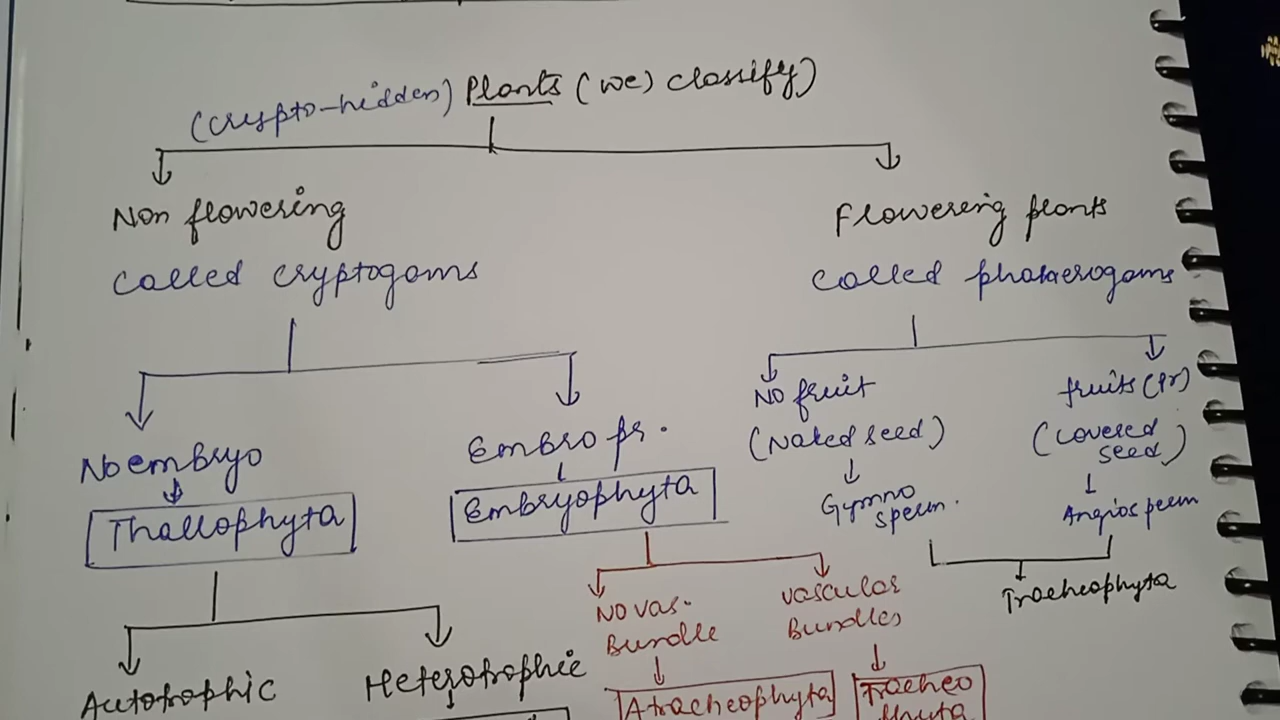 (crypto-hidden) Plants (we) classify)
Non flowering
Flowering plants
called cryptogams
called phanerogams
No embryo
Embro pr.
No fruit
fruits (Pr)
(Naked seed)
(covered
seed)
Thallophyta
Embryophyta
Gymno
sperm.
Angiosperm
No vas.
Bundle
vascular
Bundles
Tracheophyta
Autotrophic
Heterotrophic
Atracheophyta
Tracheo
phyta